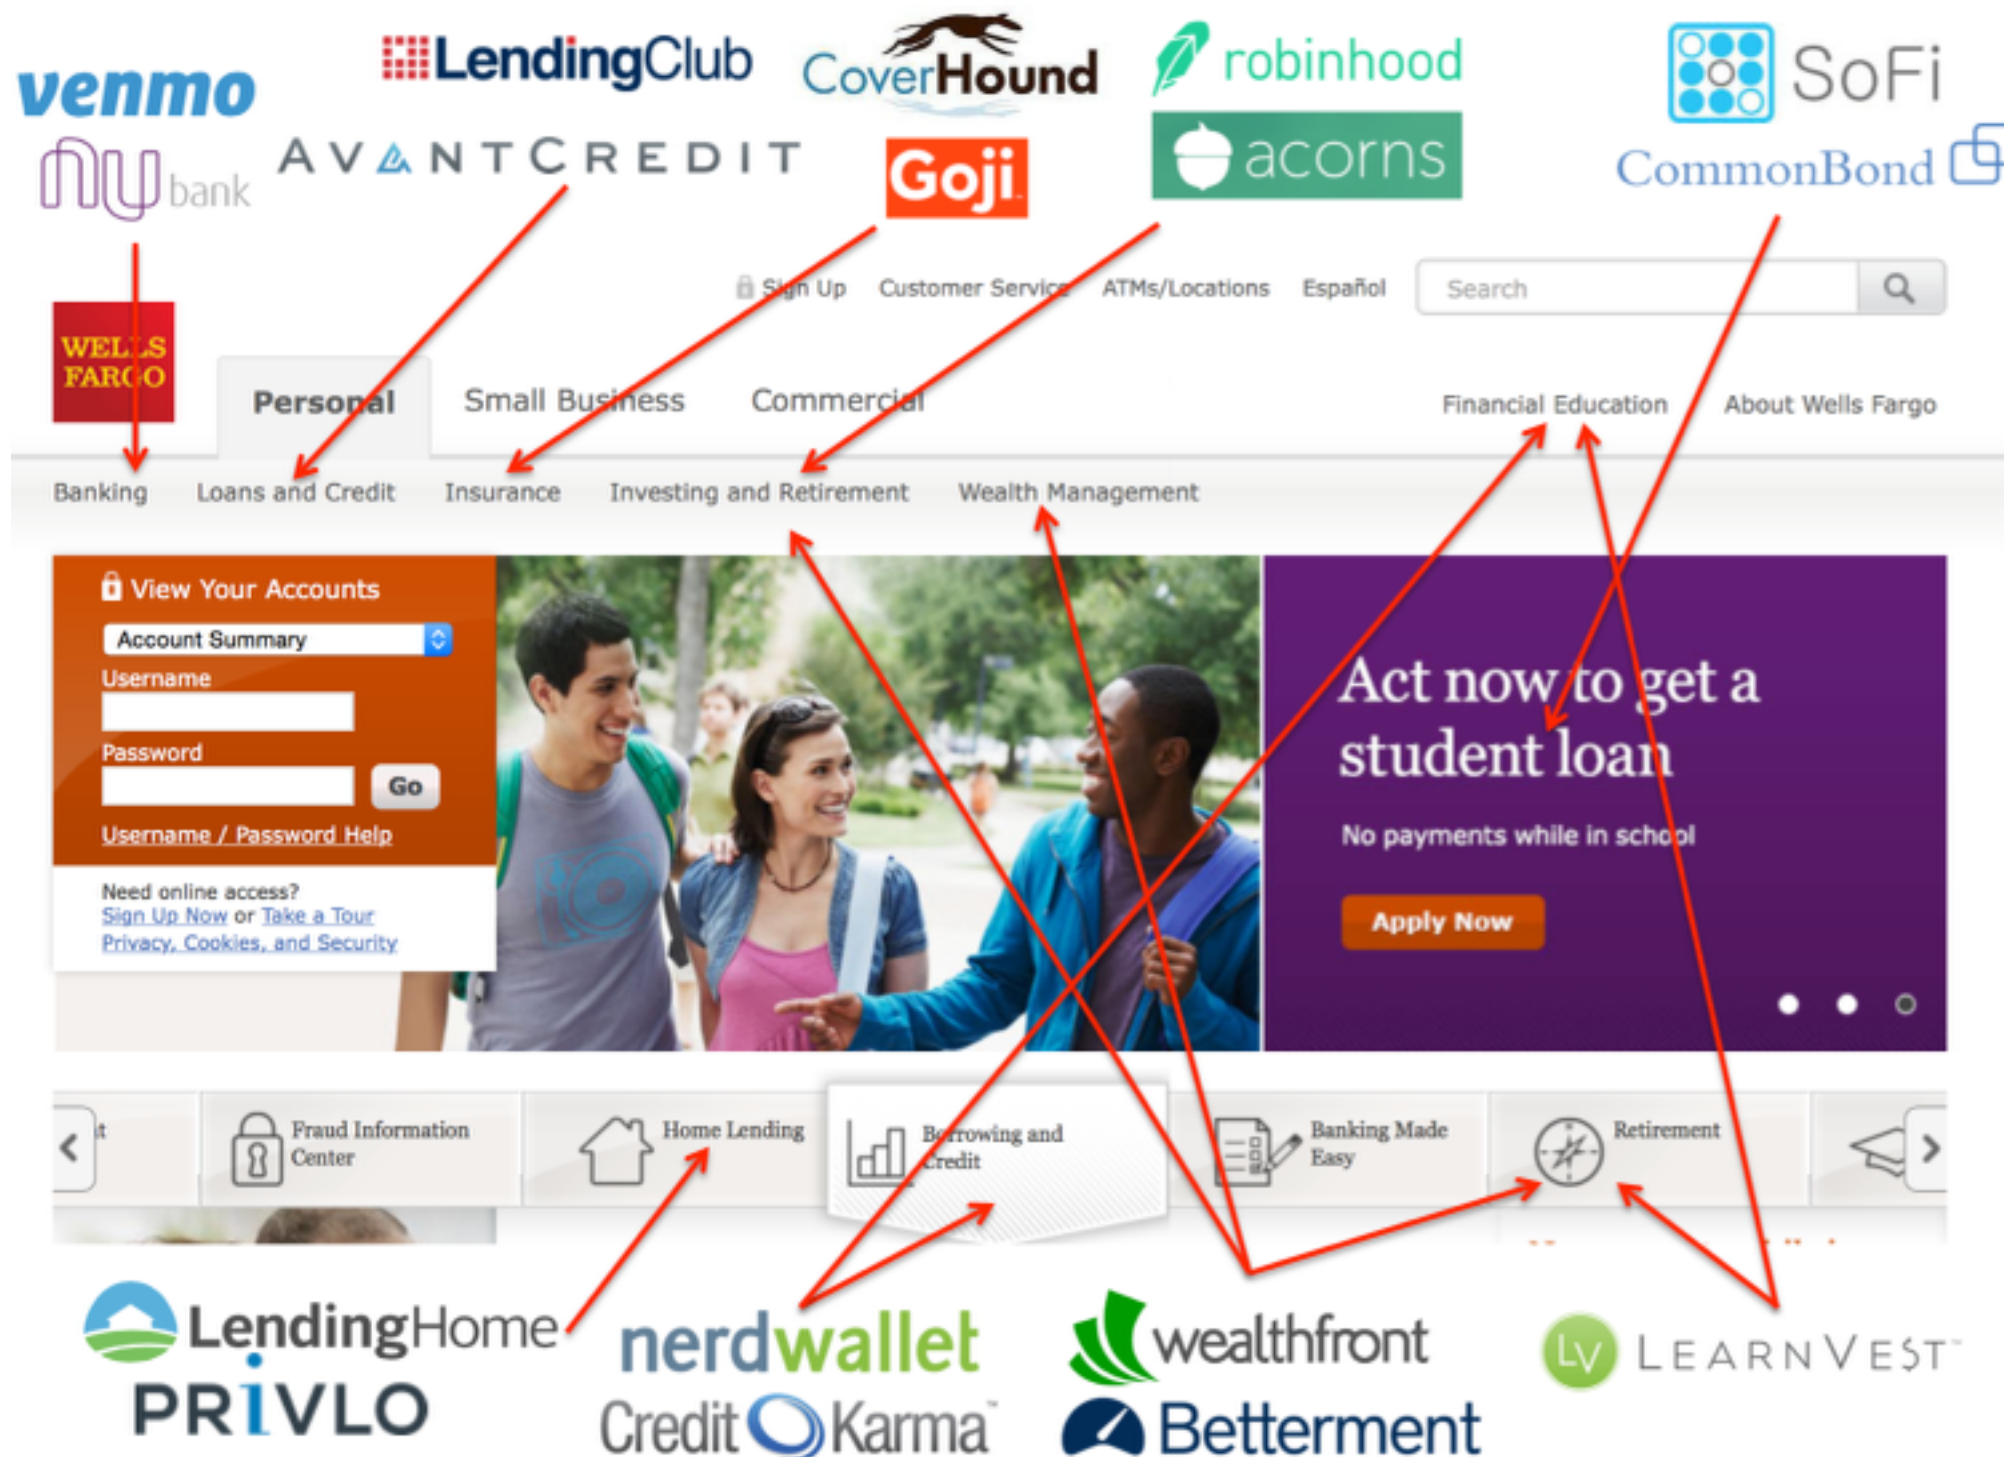 venmo
nu bank
LendingClub
AVANTCREDIT
CoverHound
Goji
robinhood
acorns
SoFi
CommonBond
Sign Up Customer Service ATMs/Locations Español Search
WELLS
FARGO
Personal Small Business Commercial Financial Education About Wells Fargo
Banking Loans and Credit Insurance Investing and Retirement Wealth Management
View Your Accounts
Account Summary
Username
Password
Go
Username / Password Help
Need online access?
Sign Up Now or Take a Tour
Privacy, Cookies, and Security
Act now to get a
student loan
No payments while in school
Apply Now
Fraud Information
Center
Home Lending
Borrowing and
Credit
Banking Made
Easy
Retirement
LendingHome
PRIVLO
nerdwallet
Credit Karma™
wealthfront
Betterment
LV LEARNVE$T™